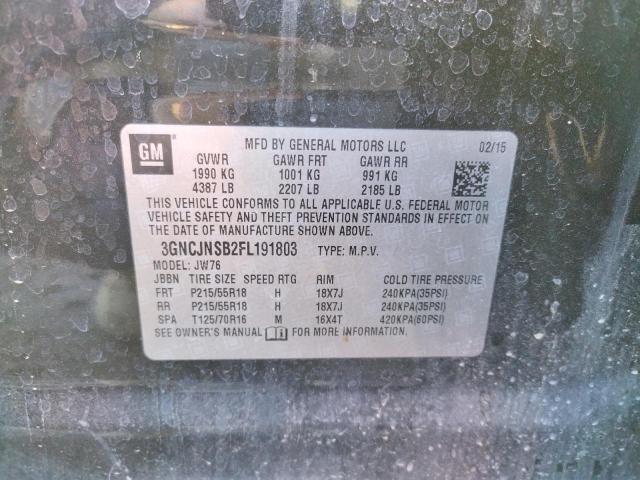 GM
MFD BY GENERAL MOTORS LLC 02/15
GVWR GAWR FRT GAWR RR
1990 KG 1001 KG 991 KG
4387 LB 2207 LB 2185 LB
THIS VEHICLE CONFORMS TO ALL APPLICABLE U.S. FEDERAL MOTOR
VEHICLE SAFETY AND THEFT PREVENTION STANDARDS IN EFFECT ON
THE DATE OF MANUFACTURE SHOWN ABOVE.
3GNCJNSB2FL191803 TYPE: M.P.V.
MODEL: JW76
JBBN TIRE SIZE SPEED RTG RIM COLD TIRE PRESSURE
FRT P215/55R18 H 18X7J 240KPA(35PSI)
RR P215/55R18 H 18X7J 240KPA(35PSI)
SPA T125/70R16 M 16X4T 420KPA(60PSI)
SEE OWNER'S MANUAL FOR MORE INFORMATION.